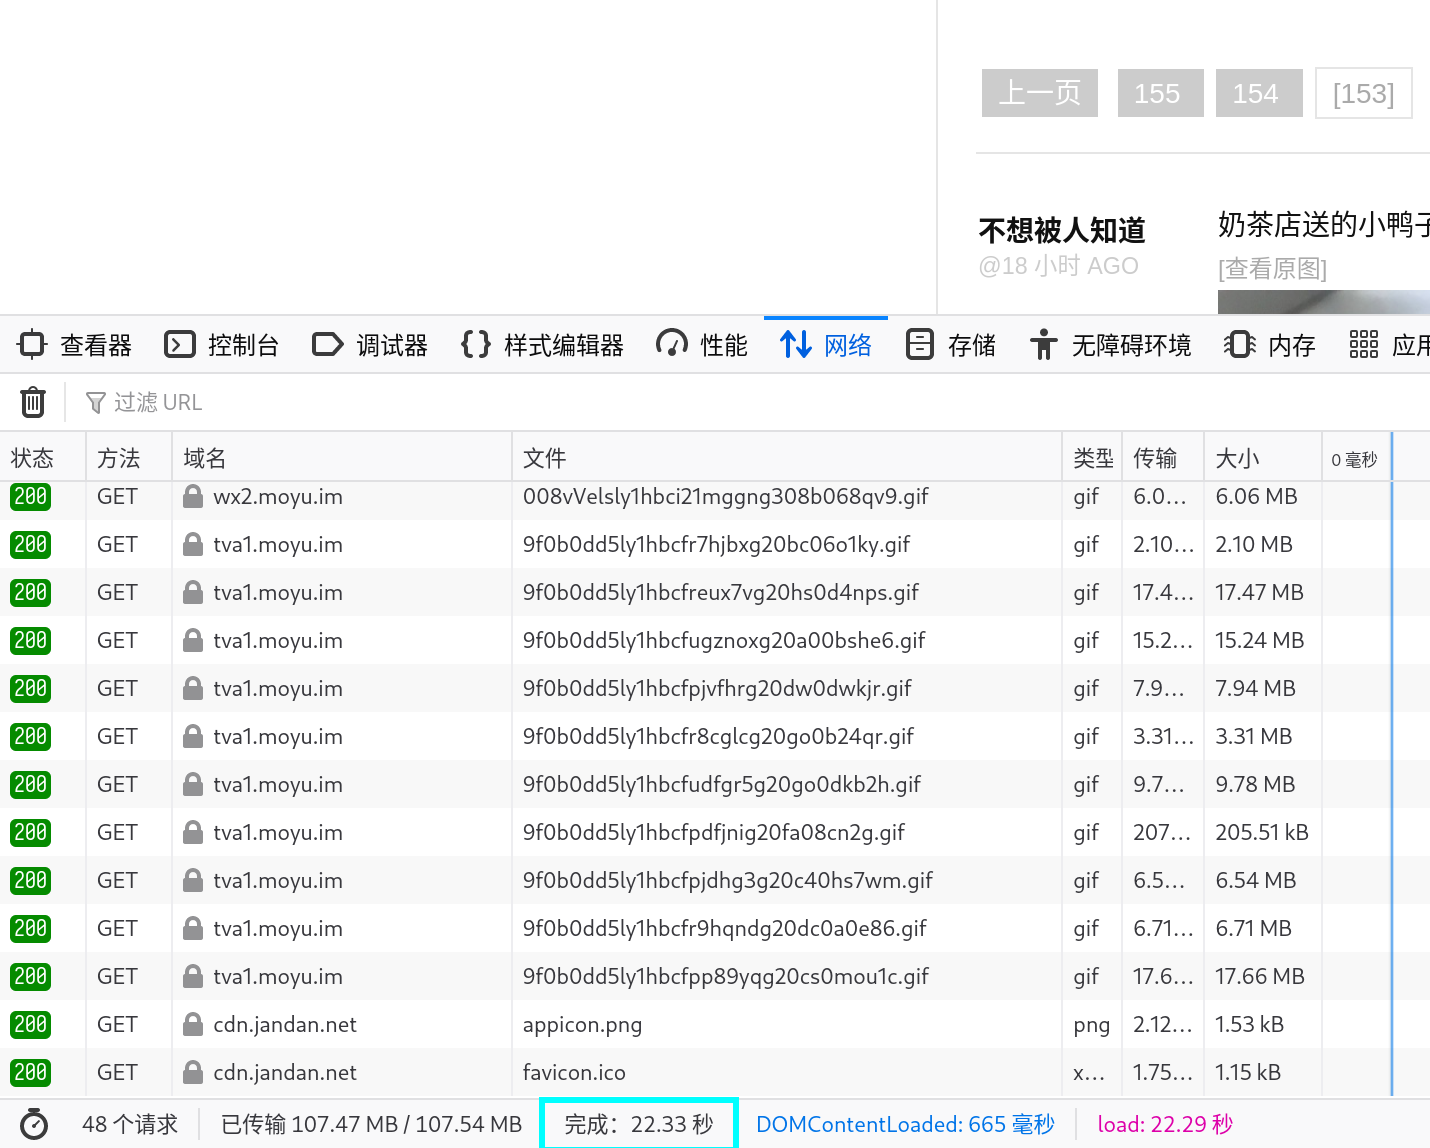 上一页 155 154 [153]
不想被人知道 奶茶店送的小鸭子
@18 小时 AGO [查看原图]
查看器 控制台 调试器 样式编辑器 性能 网络 存储 无障碍环境 内存 应用
过滤 URL
状态 方法 域名 文件 类型 传输 大小 0 毫秒
200 GET wx2.moyu.im 008vVelsly1hbci21mggng308b068qv9.gif gif 6.0… 6.06 MB
200 GET tva1.moyu.im 9f0b0dd5ly1hbcfr7hjbxg20bc06o1ky.gif gif 2.10… 2.10 MB
200 GET tva1.moyu.im 9f0b0dd5ly1hbcfreux7vg20hs0d4nps.gif gif 17.4… 17.47 MB
200 GET tva1.moyu.im 9f0b0dd5ly1hbcfugznoxg20a00bshe6.gif gif 15.2… 15.24 MB
200 GET tva1.moyu.im 9f0b0dd5ly1hbcfpjvfhrg20dw0dwkjr.gif gif 7.9… 7.94 MB
200 GET tva1.moyu.im 9f0b0dd5ly1hbcfr8cglcg20go0b24qr.gif gif 3.31… 3.31 MB
200 GET tva1.moyu.im 9f0b0dd5ly1hbcfudfgr5g20go0dkb2h.gif gif 9.7… 9.78 MB
200 GET tva1.moyu.im 9f0b0dd5ly1hbcfpdfjnig20fa08cn2g.gif gif 207… 205.51 kB
200 GET tva1.moyu.im 9f0b0dd5ly1hbcfpjdhg3g20c40hs7wm.gif gif 6.5… 6.54 MB
200 GET tva1.moyu.im 9f0b0dd5ly1hbcfr9hqndg20dc0a0e86.gif gif 6.71… 6.71 MB
200 GET tva1.moyu.im 9f0b0dd5ly1hbcfpp89yqg20cs0mou1c.gif gif 17.6… 17.66 MB
200 GET cdn.jandan.net appicon.png png 2.12… 1.53 kB
200 GET cdn.jandan.net favicon.ico x… 1.75… 1.15 kB
48 个请求 已传输 107.47 MB / 107.54 MB 完成：22.33 秒 DOMContentLoaded: 665 毫秒 load: 22.29 秒